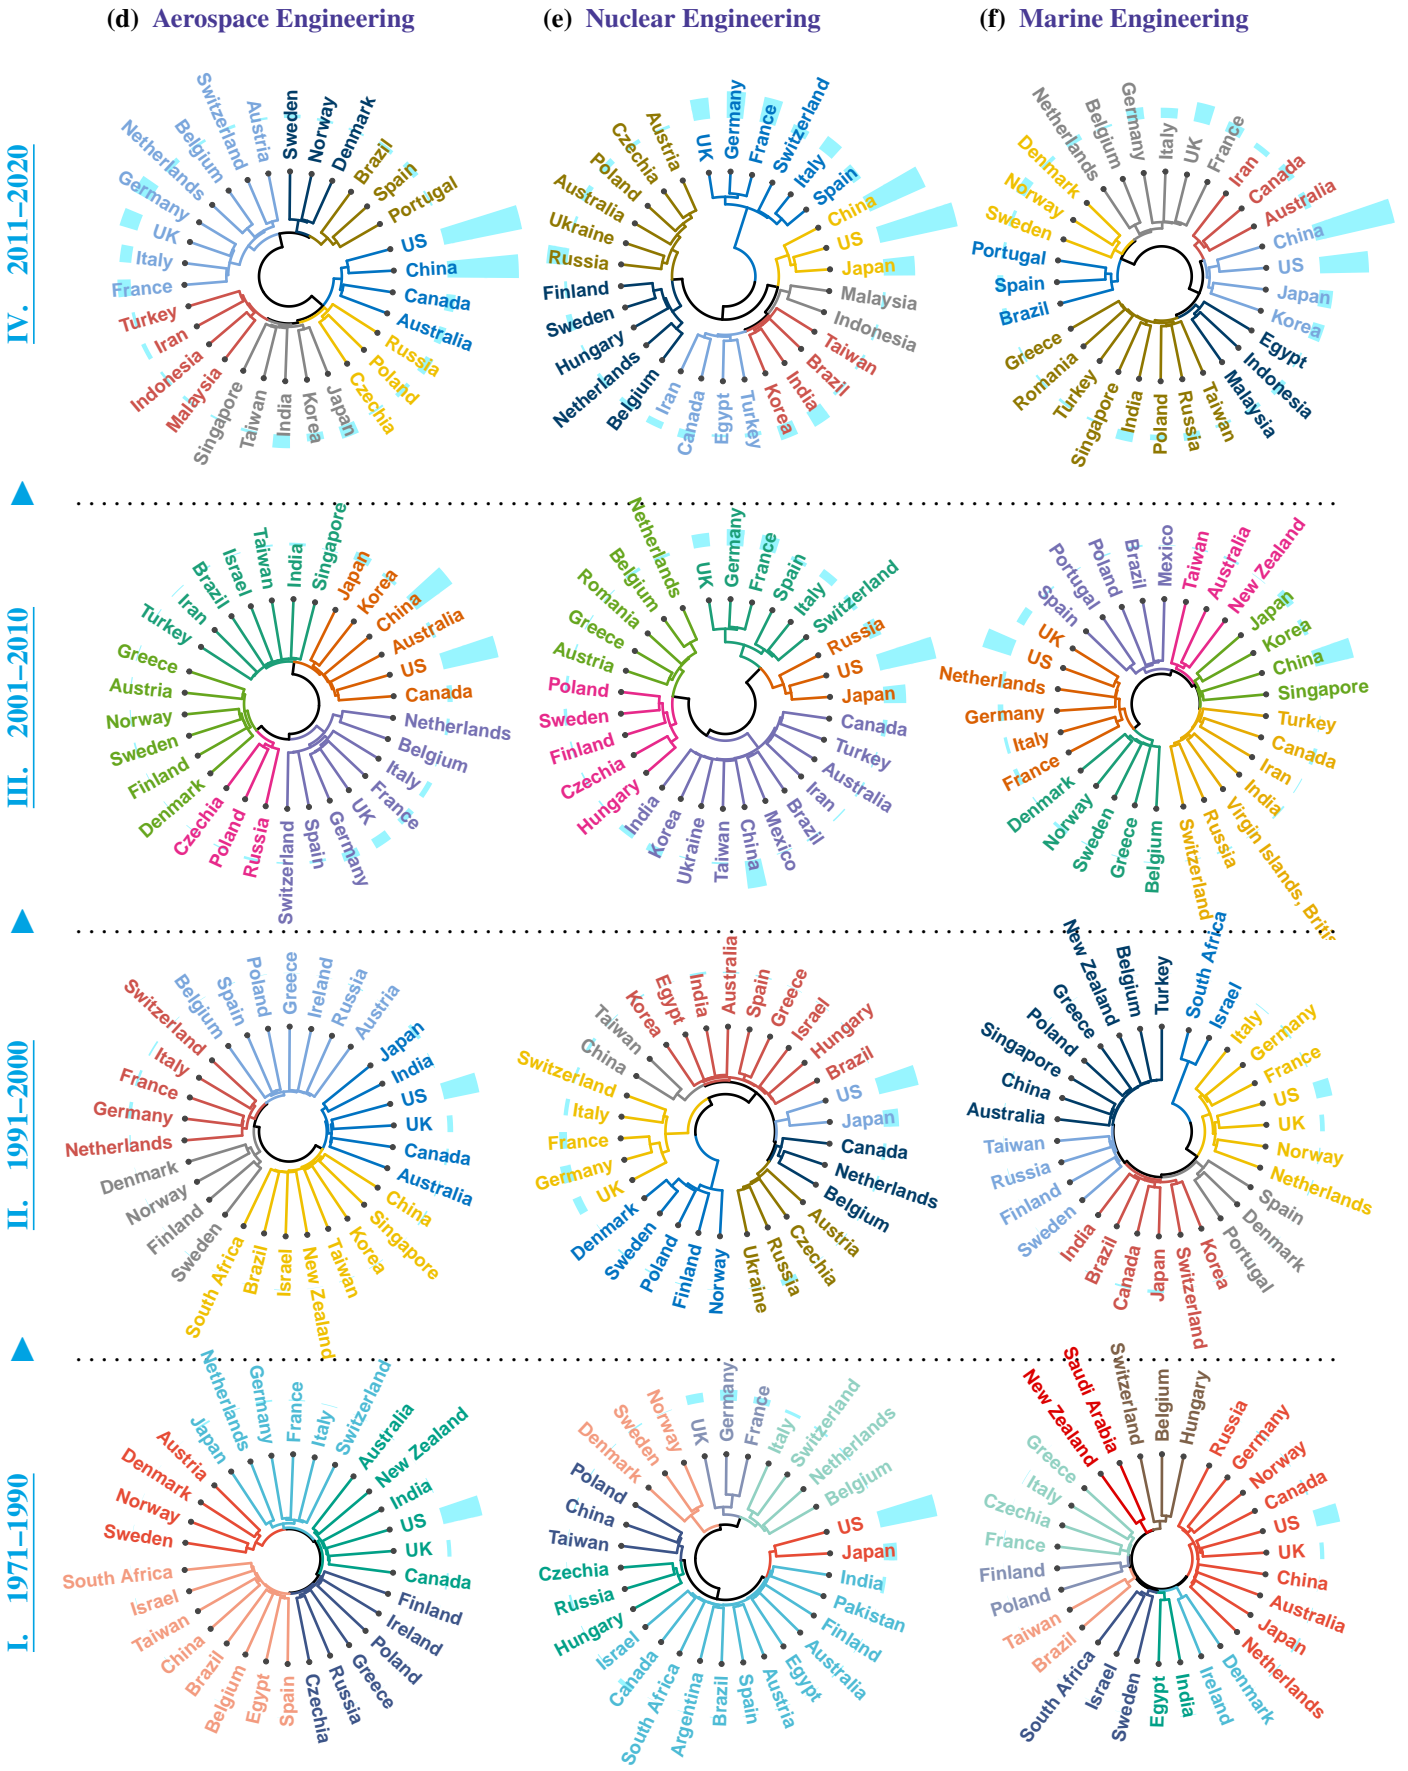 (d) Aerospace Engineering
(e) Nuclear Engineering
(f) Marine Engineering
IV. 2011–2020
Sweden
Norway
Denmark
Brazil
Spain
Portugal
US
China
Canada
Australia
Russia
Poland
Czechia
Japan
Korea
India
Taiwan
Singapore
Malaysia
Indonesia
Iran
Turkey
France
Italy
UK
Germany
Netherlands
Belgium
Switzerland
Austria
UK
Germany
France
Switzerland
Italy
Spain
China
US
Japan
Malaysia
Indonesia
Taiwan
Brazil
India
Korea
Turkey
Egypt
Canada
Iran
Belgium
Netherlands
Hungary
Sweden
Finland
Russia
Ukraine
Australia
Poland
Czechia
Austria
Italy
UK
France
Iran
Canada
Australia
China
US
Japan
Korea
Egypt
Indonesia
Malaysia
Taiwan
Russia
Poland
India
Singapore
Turkey
Romania
Greece
Brazil
Spain
Portugal
Sweden
Norway
Denmark
Netherlands
Belgium
Germany
III. 2001–2010
India
Singapore
Japan
Korea
China
Australia
US
Canada
Netherlands
Belgium
Italy
France
UK
Germany
Spain
Switzerland
Russia
Poland
Czechia
Denmark
Finland
Sweden
Norway
Austria
Greece
Turkey
Iran
Brazil
Israel
Taiwan
UK
Germany
France
Spain
Italy
Switzerland
Russia
US
Japan
Canada
Turkey
Australia
Iran
Brazil
Mexico
China
Taiwan
Ukraine
Korea
India
Hungary
Czechia
Finland
Sweden
Poland
Austria
Greece
Romania
Belgium
Netherlands
Mexico
Taiwan
Australia
New Zealand
Japan
Korea
China
Singapore
Turkey
Canada
Iran
India
Virgin Islands, Britis
Russia
Switzerland
Belgium
Greece
Sweden
Norway
Denmark
France
Italy
Germany
Netherlands
US
UK
Spain
Portugal
Poland
Brazil
II. 1991–2000
Greece
Ireland
Russia
Austria
Japan
India
US
UK
Canada
Australia
China
Singapore
Korea
Taiwan
New Zealand
Israel
Brazil
South Africa
Sweden
Finland
Norway
Denmark
Netherlands
Germany
France
Italy
Switzerland
Belgium
Spain
Poland
Australia
Spain
Greece
Israel
Hungary
Brazil
US
Japan
Canada
Netherlands
Belgium
Austria
Czechia
Russia
Ukraine
Norway
Finland
Poland
Sweden
Denmark
UK
Germany
France
Italy
Switzerland
China
Taiwan
Korea
Egypt
India
Turkey
South Africa
Israel
Italy
Germany
France
US
UK
Norway
Netherlands
Spain
Denmark
Portugal
Korea
Switzerland
Japan
Canada
Brazil
India
Sweden
Finland
Russia
Taiwan
Australia
China
Singapore
Poland
Greece
New Zealand
Belgium
I. 1971–1990
France
Italy
Switzerland
Australia
New Zealand
India
US
UK
Canada
Finland
Ireland
Poland
Greece
Russia
Czechia
Spain
Egypt
Belgium
Brazil
China
Taiwan
Israel
South Africa
Sweden
Norway
Denmark
Austria
Japan
Netherlands
Germany
UK
Germany
France
Italy
Switzerland
Netherlands
Belgium
US
Japan
India
Pakistan
Finland
Australia
Egypt
Austria
Spain
Brazil
Argentina
South Africa
Canada
Israel
Hungary
Russia
Czechia
Taiwan
China
Poland
Denmark
Sweden
Norway
Belgium
Hungary
Russia
Germany
Norway
Canada
US
UK
China
Australia
Japan
Netherlands
Denmark
Ireland
India
Egypt
Sweden
Israel
South Africa
Brazil
Taiwan
Poland
Finland
France
Czechia
Italy
Greece
New Zealand
Saudi Arabia
Switzerland